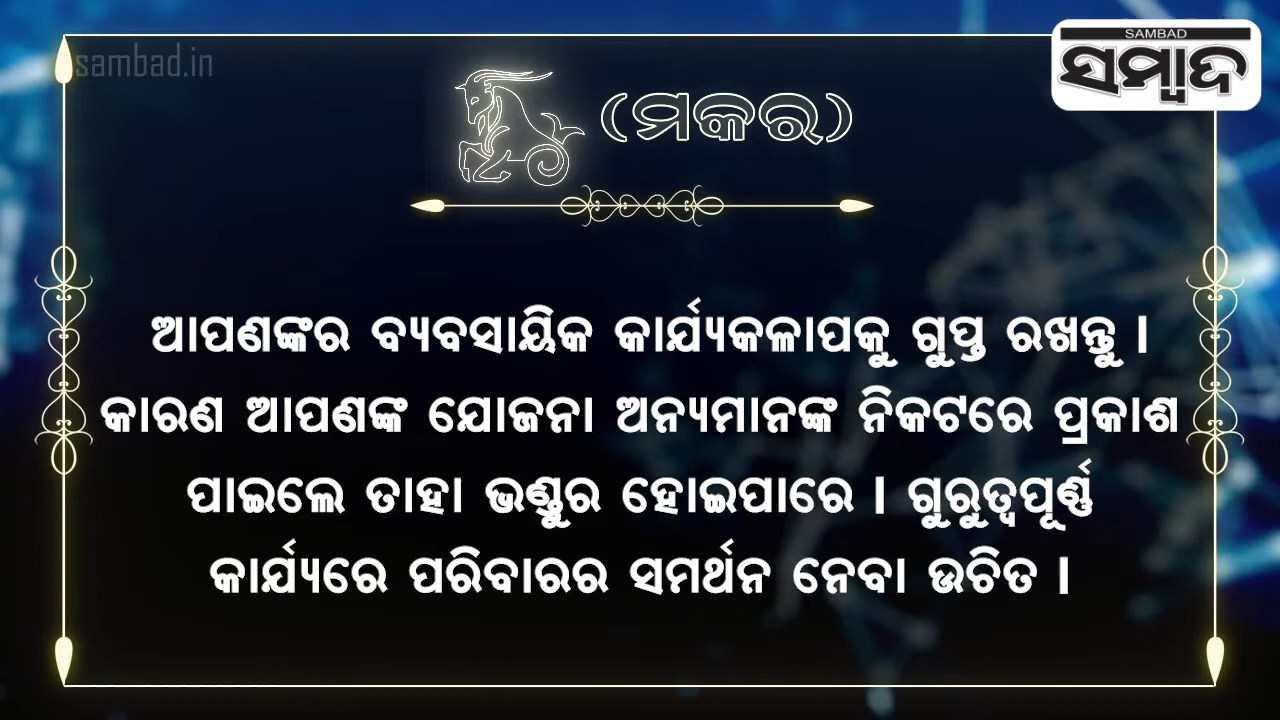 sambad.in
SAMBAD
ସମ୍ବାଦ
(ମକର)
ଆପଣଙ୍କର ବ୍ୟବସାୟିକ କାର୍ଯ୍ୟକଳାପକୁ ଗୁପ୍ତ ରଖନ୍ତୁ ।
କାରଣ ଆପଣଙ୍କ ଯୋଜନା ଅନ୍ୟମାନଙ୍କ ନିକଟରେ ପ୍ରକାଶ
ପାଇଲେ ତାହା ଭଣ୍ଡୁର ହୋଇପାରେ । ଗୁରୁତ୍ୱପୂର୍ଣ୍ଣ
କାର୍ଯ୍ୟରେ ପରିବାରର ସମର୍ଥନ ନେବା ଉଚିତ ।